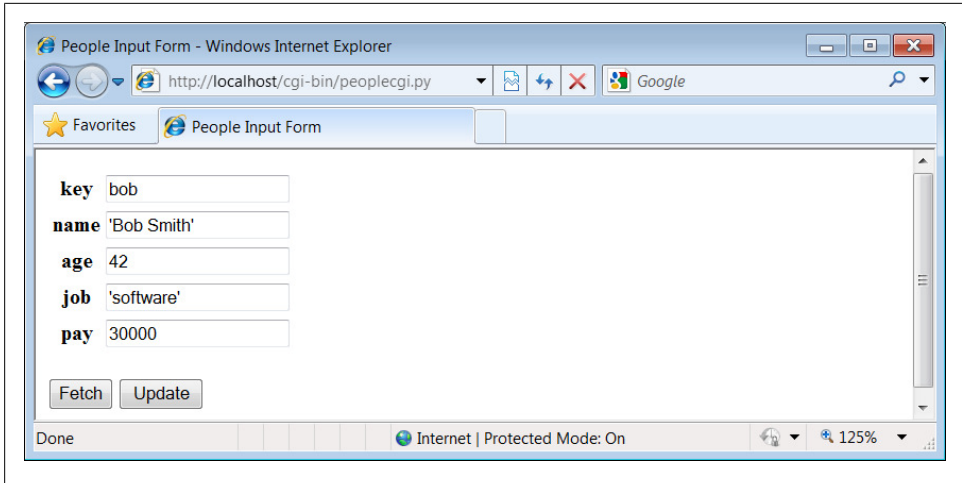 People Input Form - Windows Internet Explorer
http://localhost/cgi-bin/peoplecgi.py
Google
Favorites
People Input Form
key bob
name 'Bob Smith'
age 42
job 'software'
pay 30000
Fetch Update
Done Internet | Protected Mode: On 125%